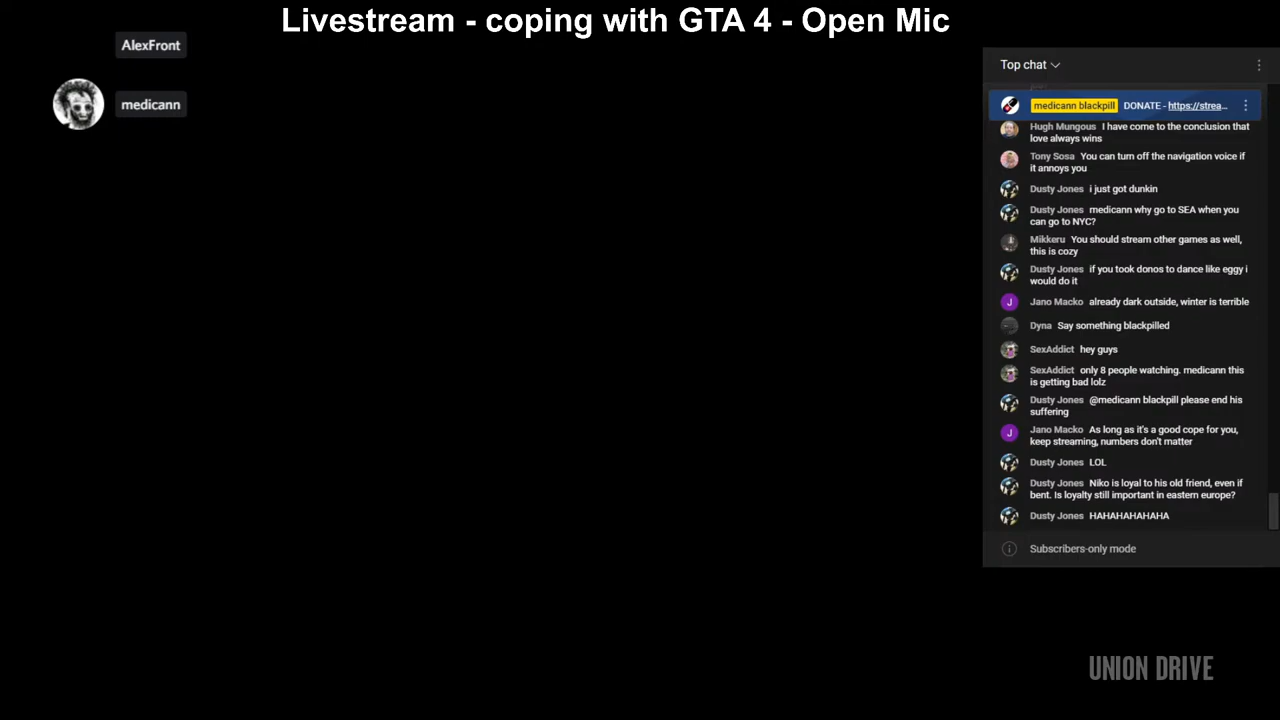 Livestream - coping with GTA 4 - Open Mic
AlexFront
medicann
Top chat
medicann blackpill DONATE - https://strea...
Hugh Mungous I have come to the conclusion that
love always wins
Tony Sosa You can turn off the navigation voice if
it annoys you
Dusty Jones i just got dunkin
Dusty Jones medicann why go to SEA when you
can go to NYC?
Mikkeru You should stream other games as well,
this is cozy
Dusty Jones if you took donos to dance like eggy i
would do it
Jano Macko already dark outside, winter is terrible
J
Dyna Say something blackpilled
SexAddict hey guys
SexAddict only 8 people watching. medicann this
is getting bad lolz
Dusty Jones @medicann blackpill please end his
suffering
Jano Macko As long as it's a good cope for you,
J
keep streaming, numbers don't matter
Dusty Jones LOL
Dusty Jones Niko is loyal to his old friend, even if
bent. Is loyalty still important in eastern europe?
Dusty Jones HAHAHAHAHAHA
Subscribers-only mode
UNION DRIVE